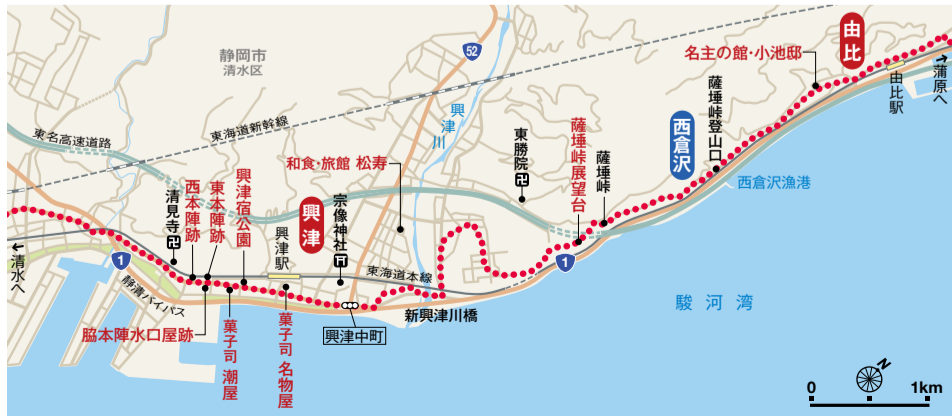 静岡市
清水区
52
興津川
名主の館・小池邸
由比
由比駅
→蒲原へ
東名高速道路
東海道新幹線
和食・旅館 松寿
東勝院
卍
薩埵峠展望台
薩埵峠
西倉沢
薩埵峠登山口
西倉沢漁港
清見寺
卍
西本陣跡
東本陣跡
興津宿公園
興津
興津駅
宗像神社
東海道本線
←清水へ
1
静清バイパス
1
新興津川橋
駿河湾
脇本陣水口屋跡
菓子司 潮屋
菓子司 名物屋
興津中町
N
0
1km